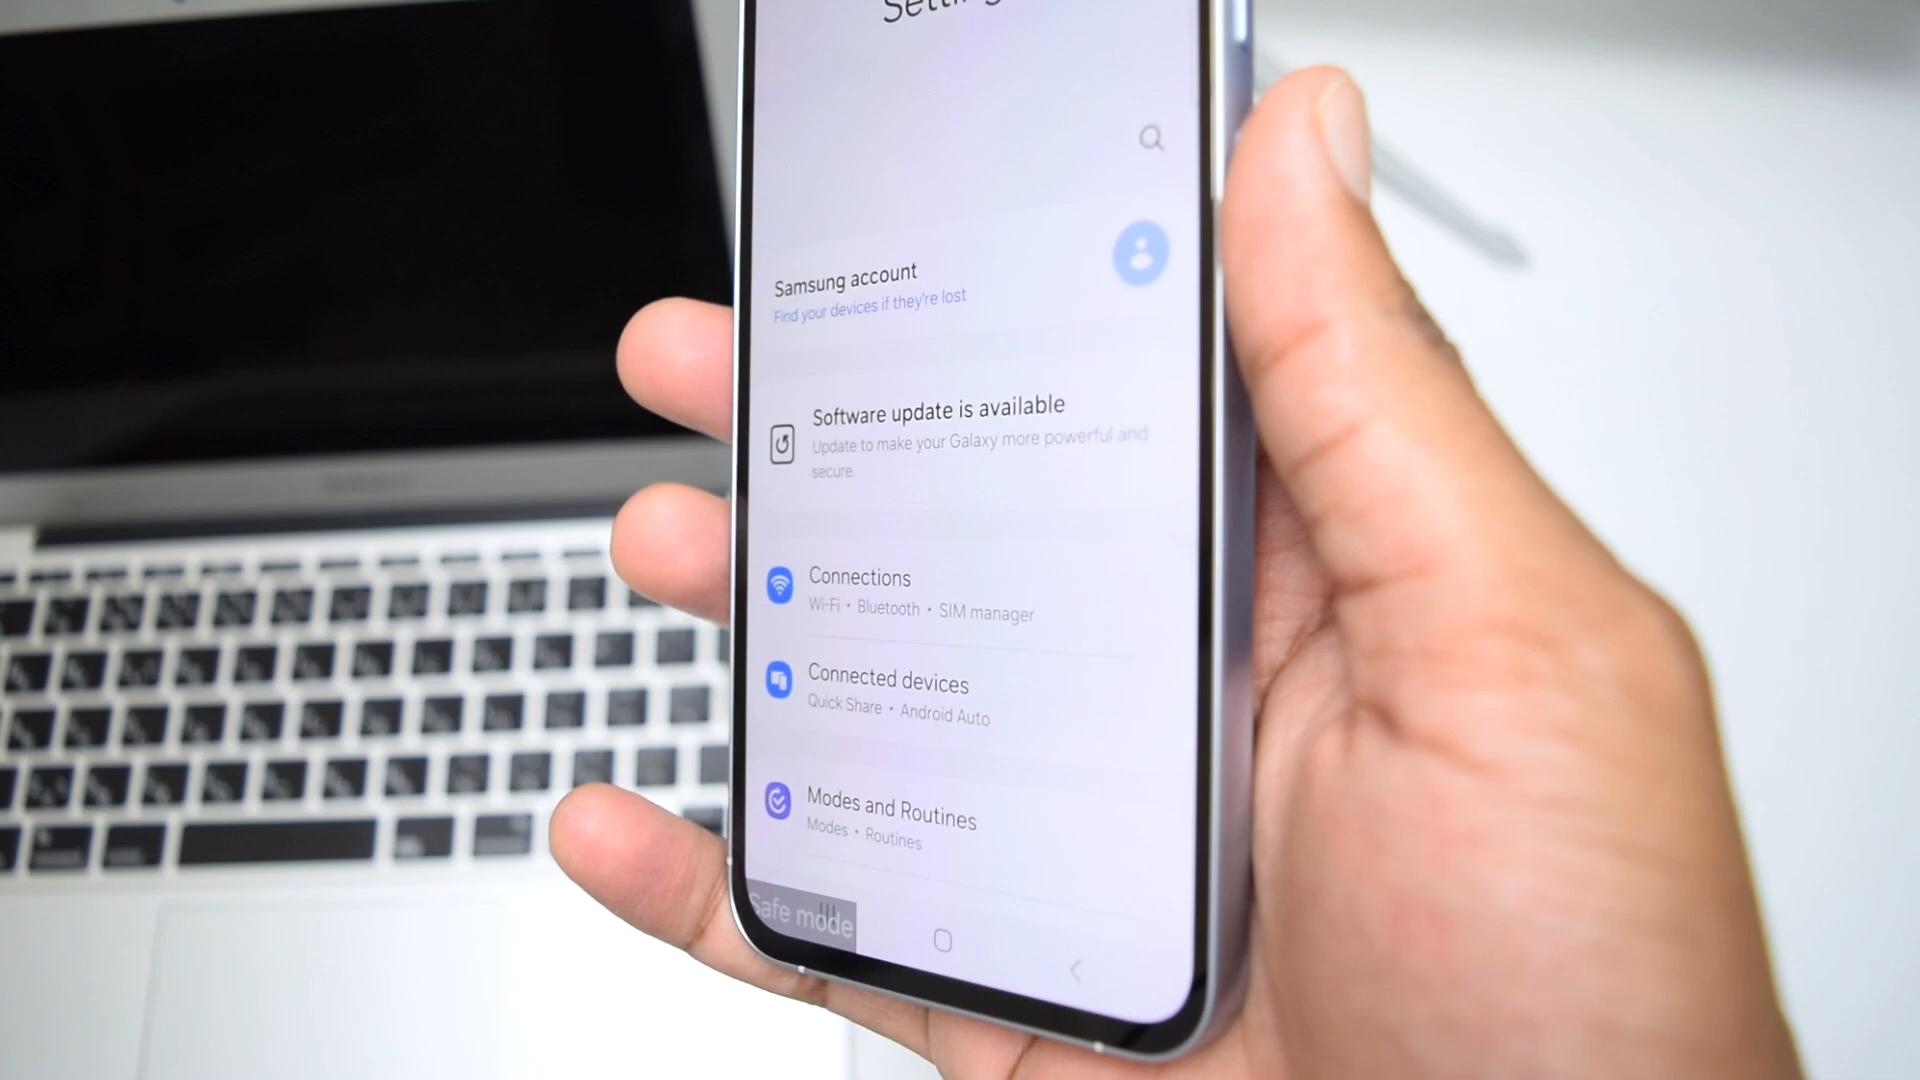 Settings
Samsung account
Find your devices if they're lost
Software update is available
Update to make your Galaxy more powerful and
secure.
Connections
Wi-Fi • Bluetooth • SIM manager
Connected devices
Quick Share • Android Auto
Modes and Routines
Modes • Routines
Safe mode